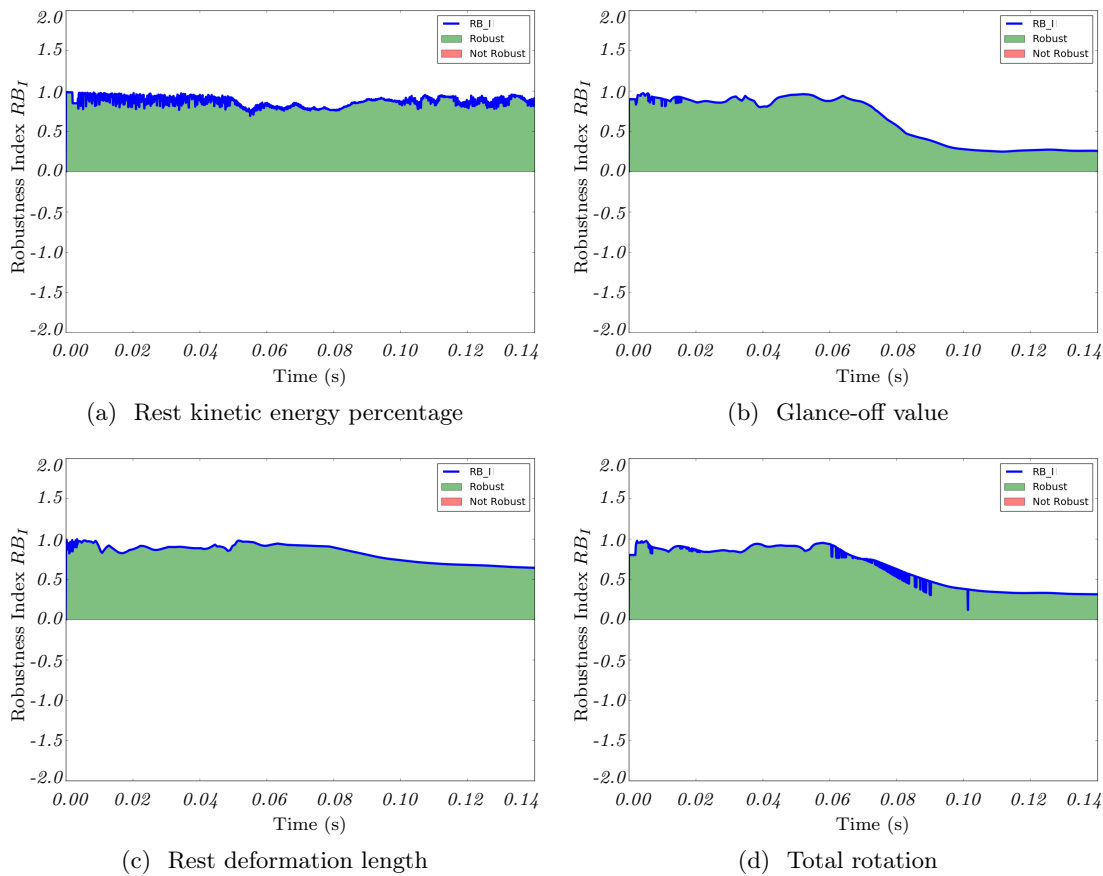 2.0
1.5
1.0
0.5
0.0
-0.5
-1.0
-1.5
-2.0
Robustness Index RB_I
RB_I
Robust
Not Robust
0.00 0.02 0.04 0.06 0.08 0.10 0.12 0.14
Time (s)
(a) Rest kinetic energy percentage
2.0
1.5
1.0
0.5
0.0
-0.5
-1.0
-1.5
-2.0
Robustness Index RB_I
RB_I
Robust
Not Robust
0.00 0.02 0.04 0.06 0.08 0.10 0.12 0.14
Time (s)
(b) Glance-off value
2.0
1.5
1.0
0.5
0.0
-0.5
-1.0
-1.5
-2.0
Robustness Index RB_I
RB_I
Robust
Not Robust
0.00 0.02 0.04 0.06 0.08 0.10 0.12 0.14
Time (s)
(c) Rest deformation length
2.0
1.5
1.0
0.5
0.0
-0.5
-1.0
-1.5
-2.0
Robustness Index RB_I
RB_I
Robust
Not Robust
0.00 0.02 0.04 0.06 0.08 0.10 0.12 0.14
Time (s)
(d) Total rotation